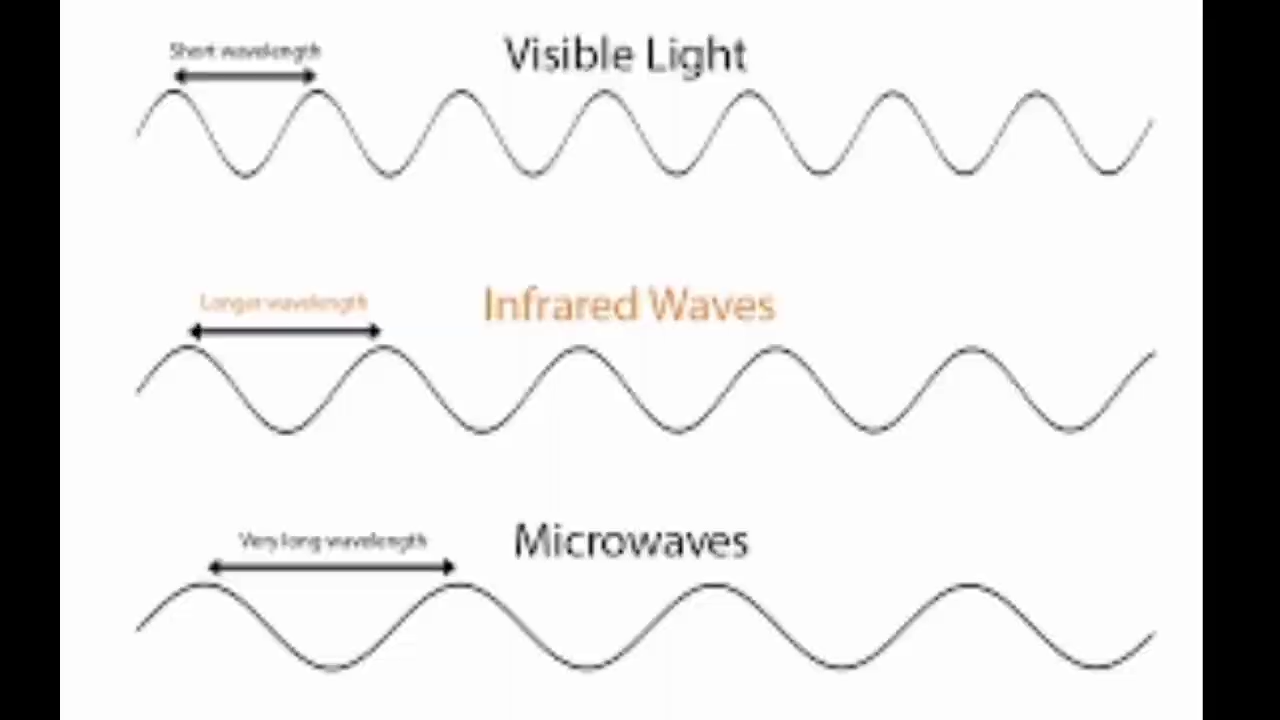 Short wavelength
Visible Light
Longer wavelength
Infrared Waves
Very long wavelength
Microwaves